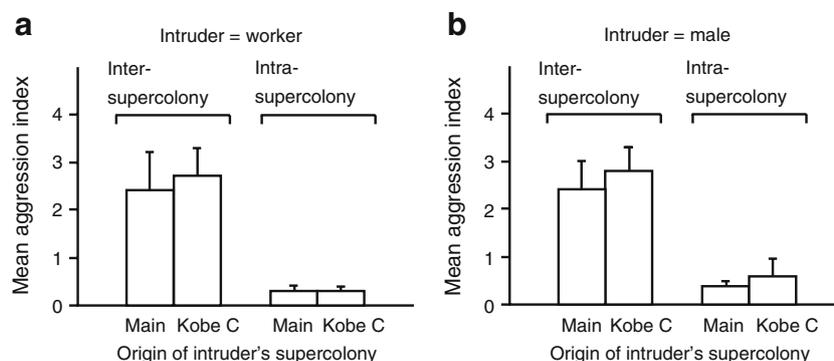 a
Intruder = worker
Inter-
supercolony
Intra-
supercolony
Mean aggression index
4
3
2
1
0
Main Kobe C Main Kobe C
Origin of intruder's supercolony
b
Intruder = male
Inter-
supercolony
Intra-
supercolony
Mean aggression index
4
3
2
1
0
Main Kobe C Main Kobe C
Origin of intruder's supercolony